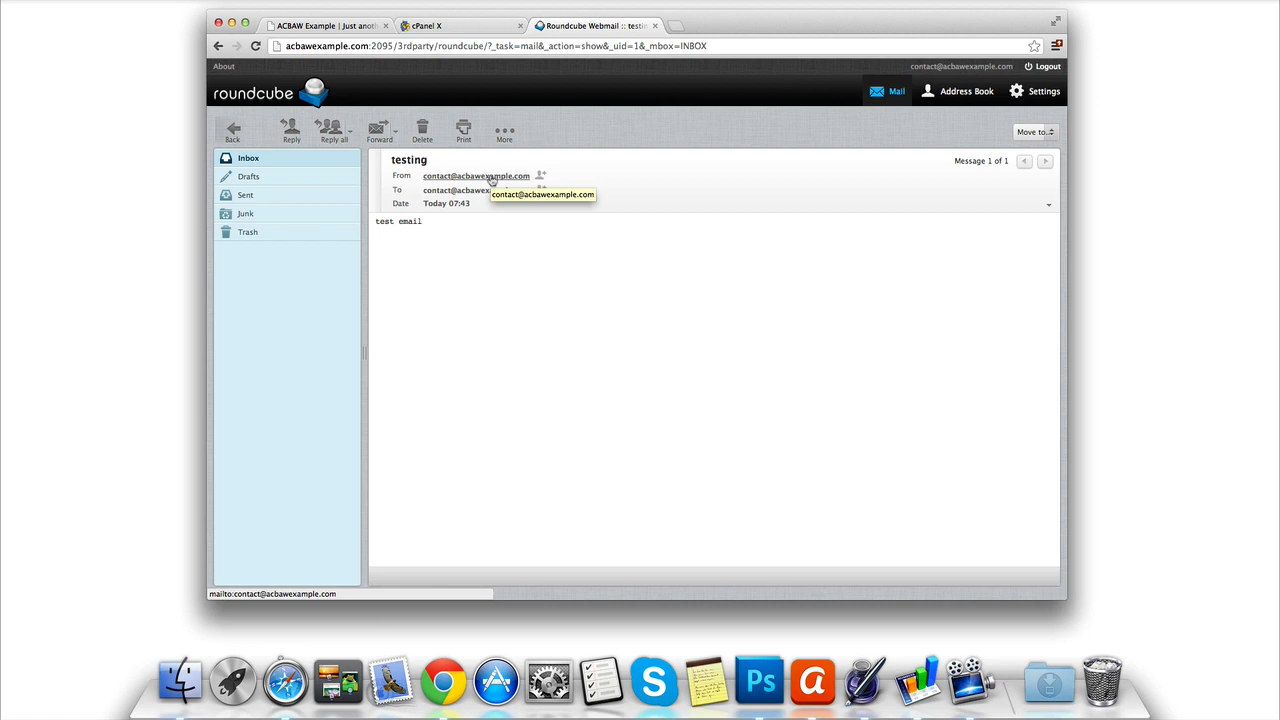 ACBAW Example | Just anot
cPanel X
Roundcube Webmail :: testin
acbawexample.com:2095/3rdparty/roundcube/?_task=mail&_action=show&_uid=1&_mbox=INBOX
About
contact@acbawexample.com
Logout
roundcube
Mail
Address Book
Settings
Back
Reply
Reply all
Forward
Delete
Print
More
Move to...
Inbox
Drafts
Sent
Junk
Trash
testing
Message 1 of 1
From contact@acbawexample.com
To contact@acbawex
contact@acbawexample.com
Date Today 07:43
test email
mailto:contact@acbawexample.com
Ps
a